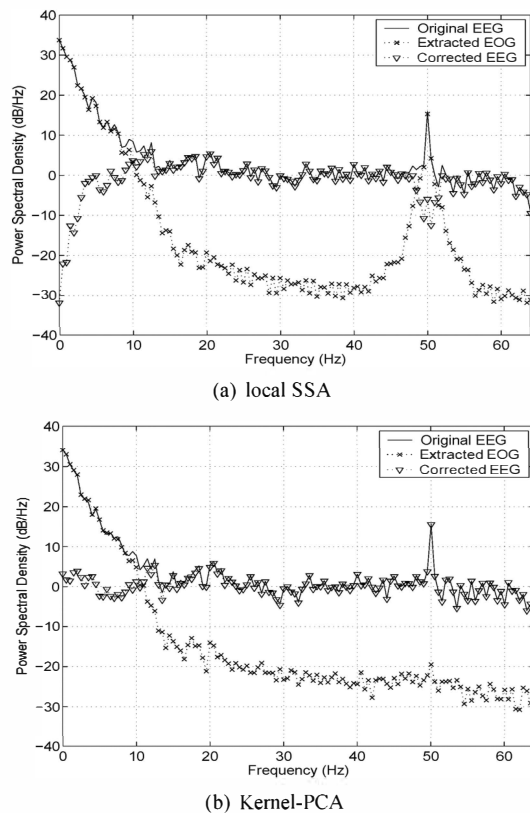 40
30
20
10
0
−10
−20
−30
−40
Power Spectral Density (dB/Hz)
Original EEG
Extracted EOG
Corrected EEG
0 10 20 30 40 50 60
Frequency (Hz)
(a) local SSA
40
30
20
10
0
−10
−20
−30
−40
Power Spectral Density (dB/Hz)
Original EEG
Extracted EOG
Corrected EEG
0 10 20 30 40 50 60
Frequency (Hz)
(b) Kernel-PCA